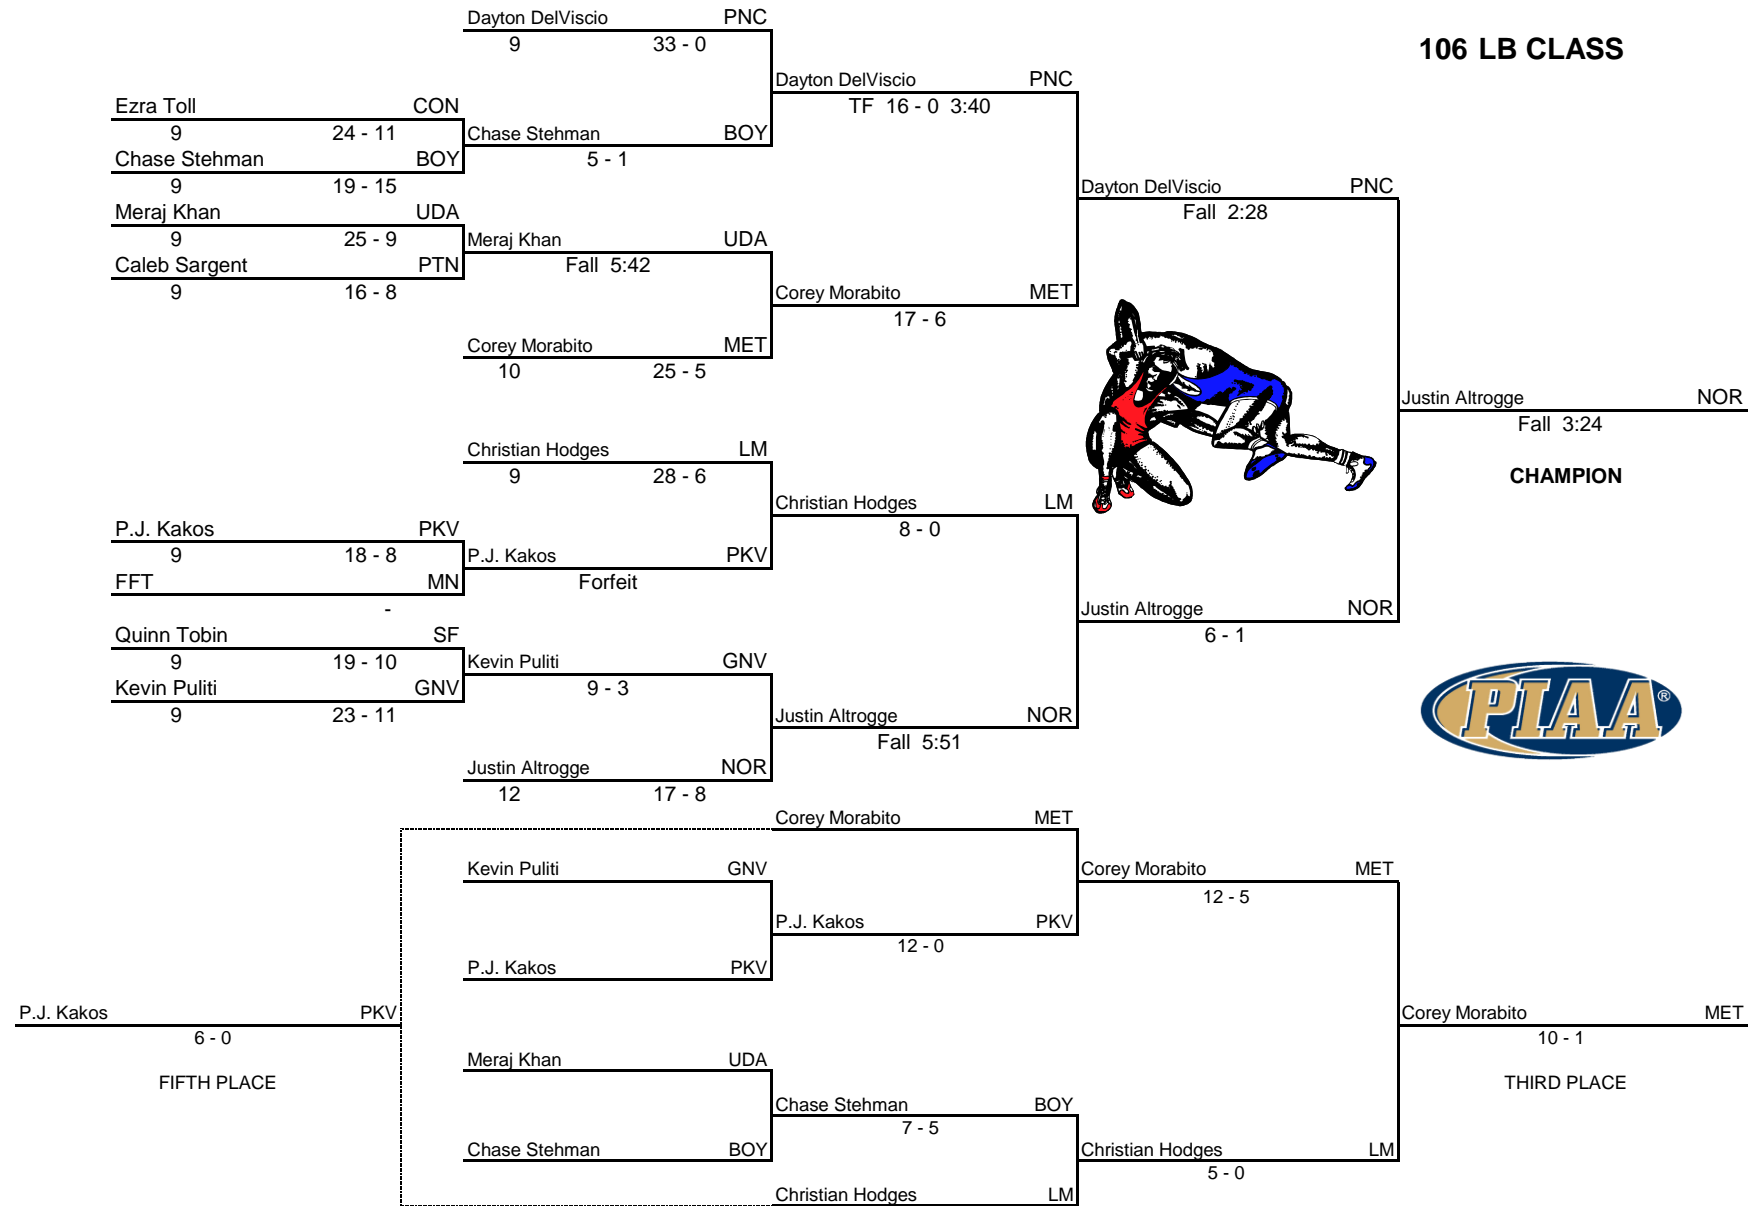 Dayton DelViscio PNC
9 33 - 0
106 LB CLASS
Dayton DelViscio PNC
TF 16 - 0 3:40
Ezra Toll CON
9 24 - 11
Chase Stehman BOY
5 - 1
Chase Stehman BOY
9 19 - 15
Dayton DelViscio PNC
Fall 2:28
Meraj Khan UDA
9 25 - 9
Meraj Khan UDA
Fall 5:42
Caleb Sargent PTN
9 16 - 8
Corey Morabito MET
17 - 6
Corey Morabito MET
10 25 - 5
Justin Altrogge NOR
Fall 3:24
CHAMPION
Christian Hodges LM
9 28 - 6
Christian Hodges LM
8 - 0
P.J. Kakos PKV
9 18 - 8
P.J. Kakos PKV
Forfeit
FFT MN
-
Justin Altrogge NOR
6 - 1
Quinn Tobin SF
9 19 - 10
Kevin Puliti GNV
9 - 3
Kevin Puliti GNV
9 23 - 11
Justin Altrogge NOR
Fall 5:51
PIAA®
Justin Altrogge NOR
12 17 - 8
Corey Morabito MET
Kevin Puliti GNV
Corey Morabito MET
12 - 5
P.J. Kakos PKV
12 - 0
P.J. Kakos PKV
P.J. Kakos PKV
6 - 0
FIFTH PLACE
Corey Morabito MET
10 - 1
THIRD PLACE
Meraj Khan UDA
Chase Stehman BOY
7 - 5
Chase Stehman BOY
Christian Hodges LM
5 - 0
Christian Hodges LM